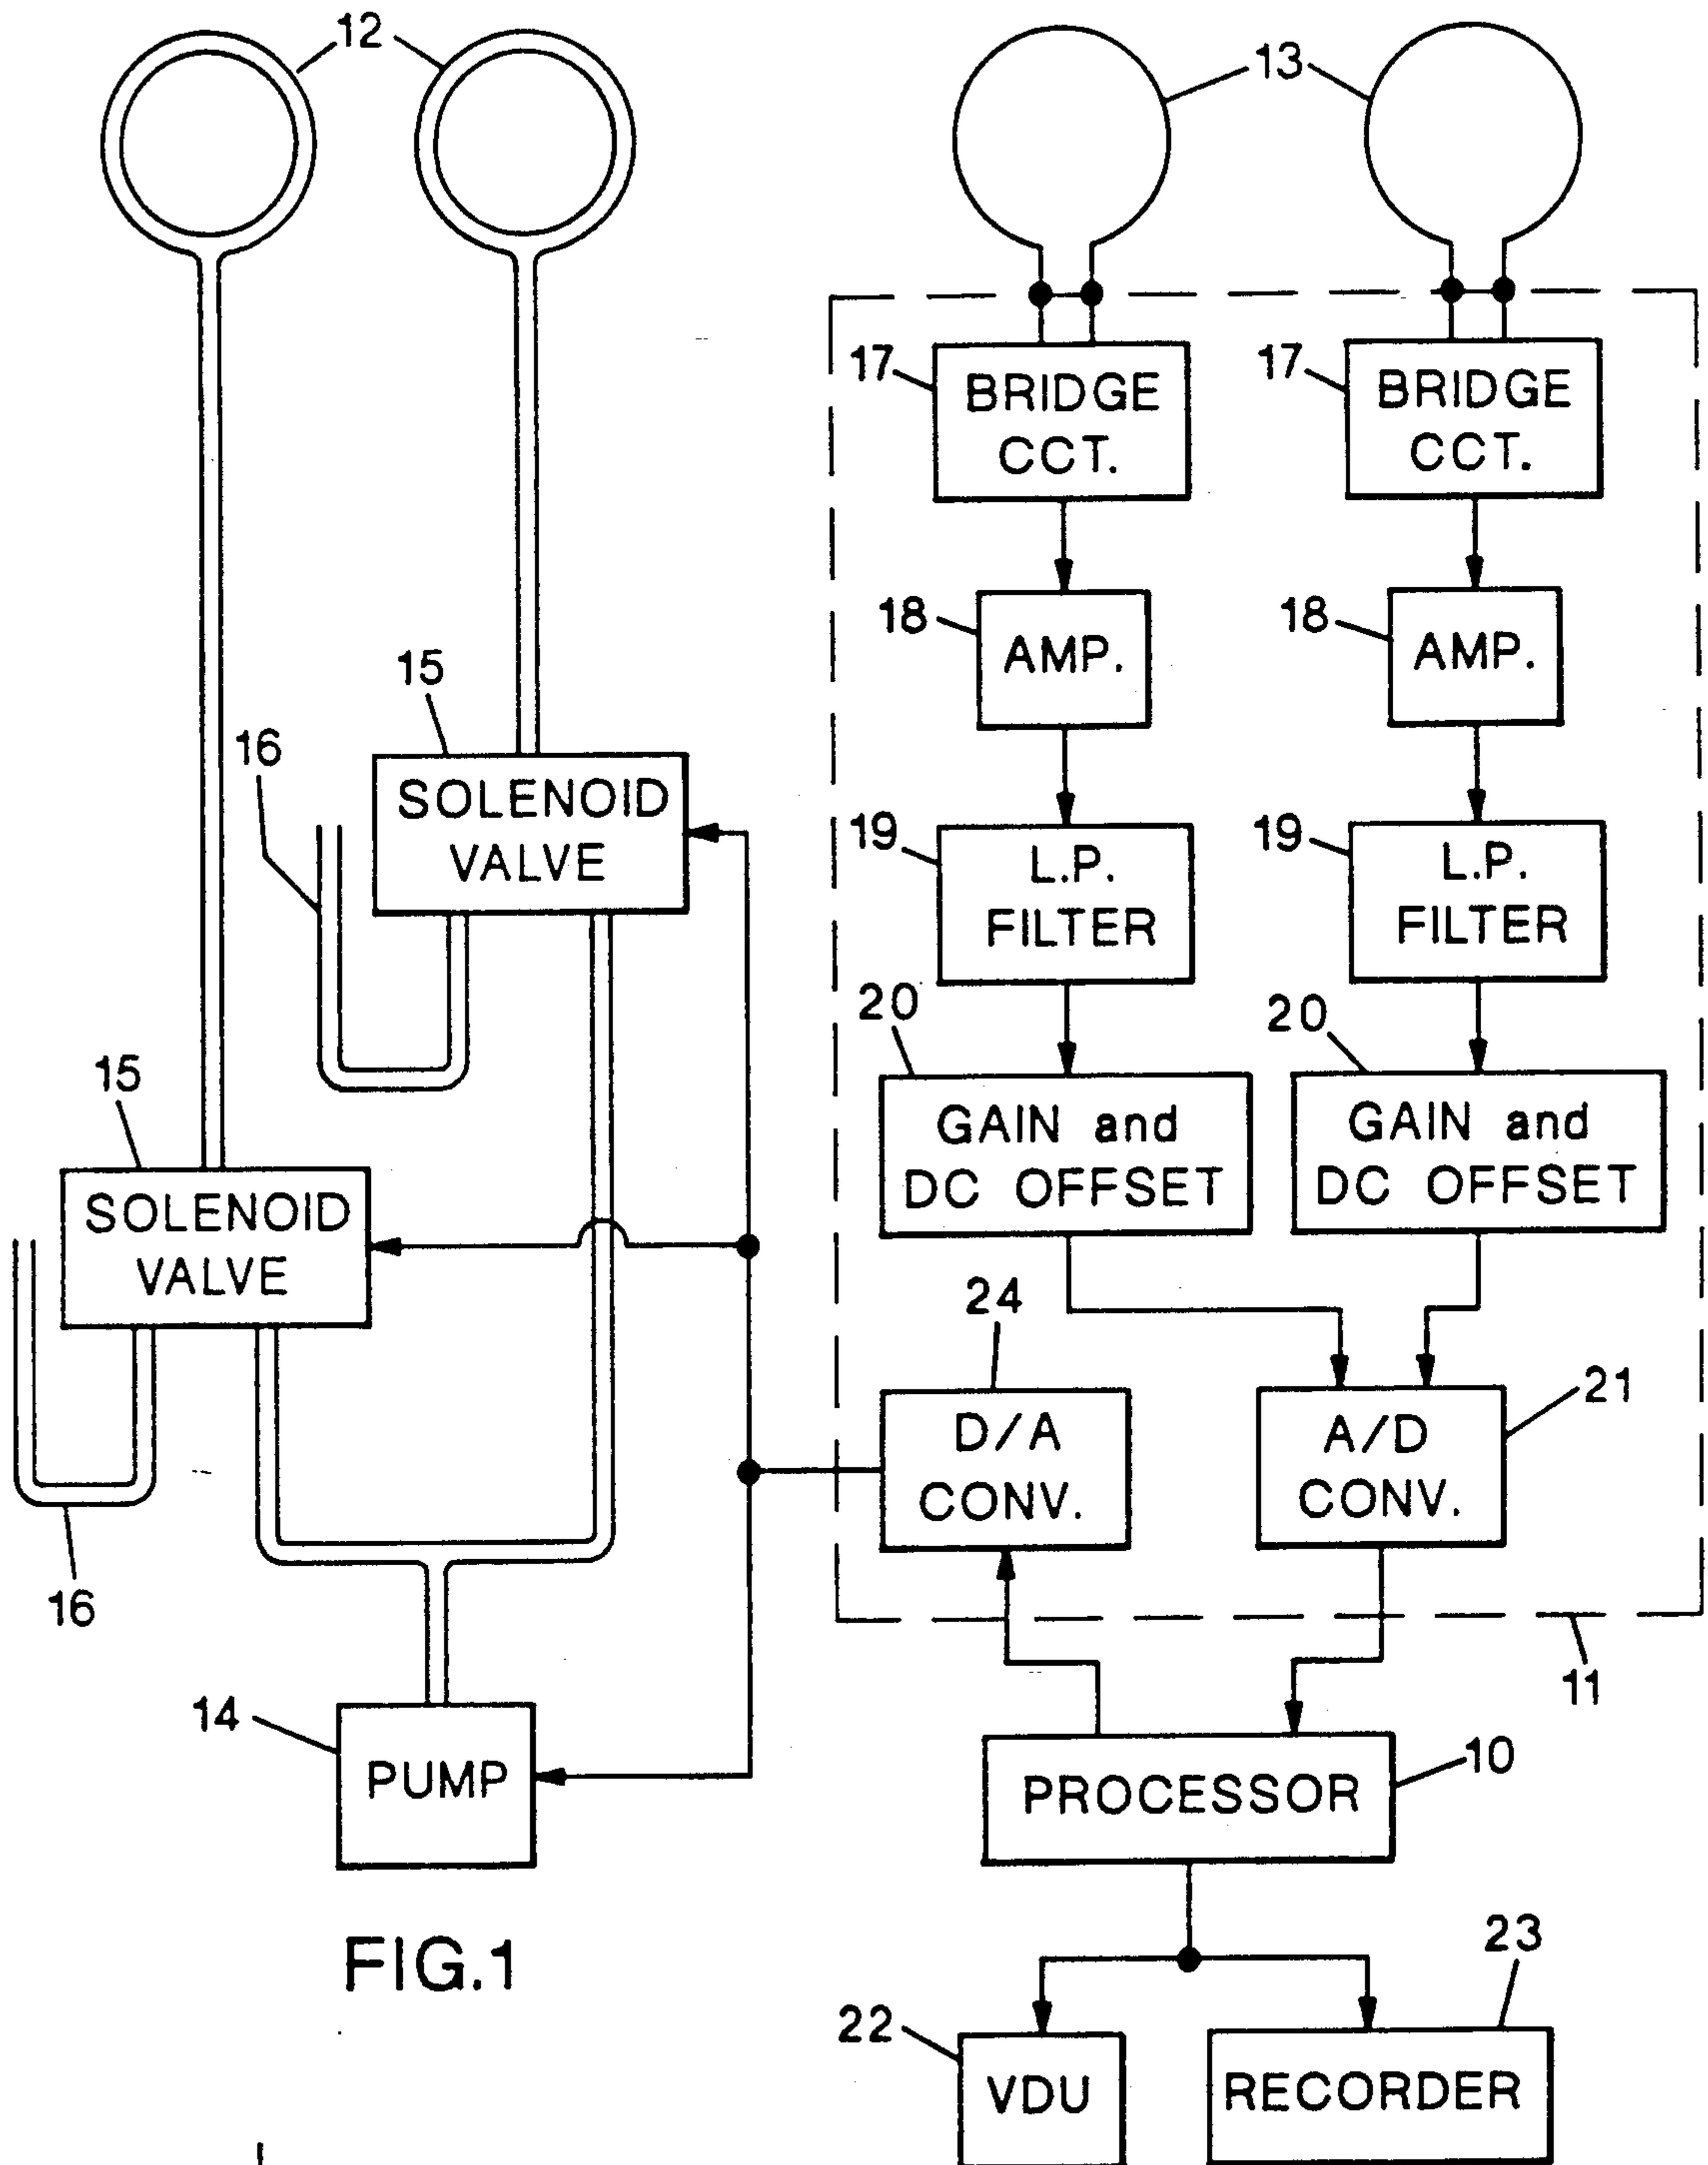 12
13
17
BRIDGE
CCT.
17
BRIDGE
CCT.
18
AMP.
18
AMP.
15
16
SOLENOID
VALVE
19
L.P.
FILTER
19
L.P.
FILTER
20
GAIN and
DC OFFSET
20
GAIN and
DC OFFSET
15
SOLENOID
VALVE
16
24
D/A
CONV.
21
A/D
CONV.
11
14
PUMP
10
PROCESSOR
FIG.1
22
VDU
23
RECORDER